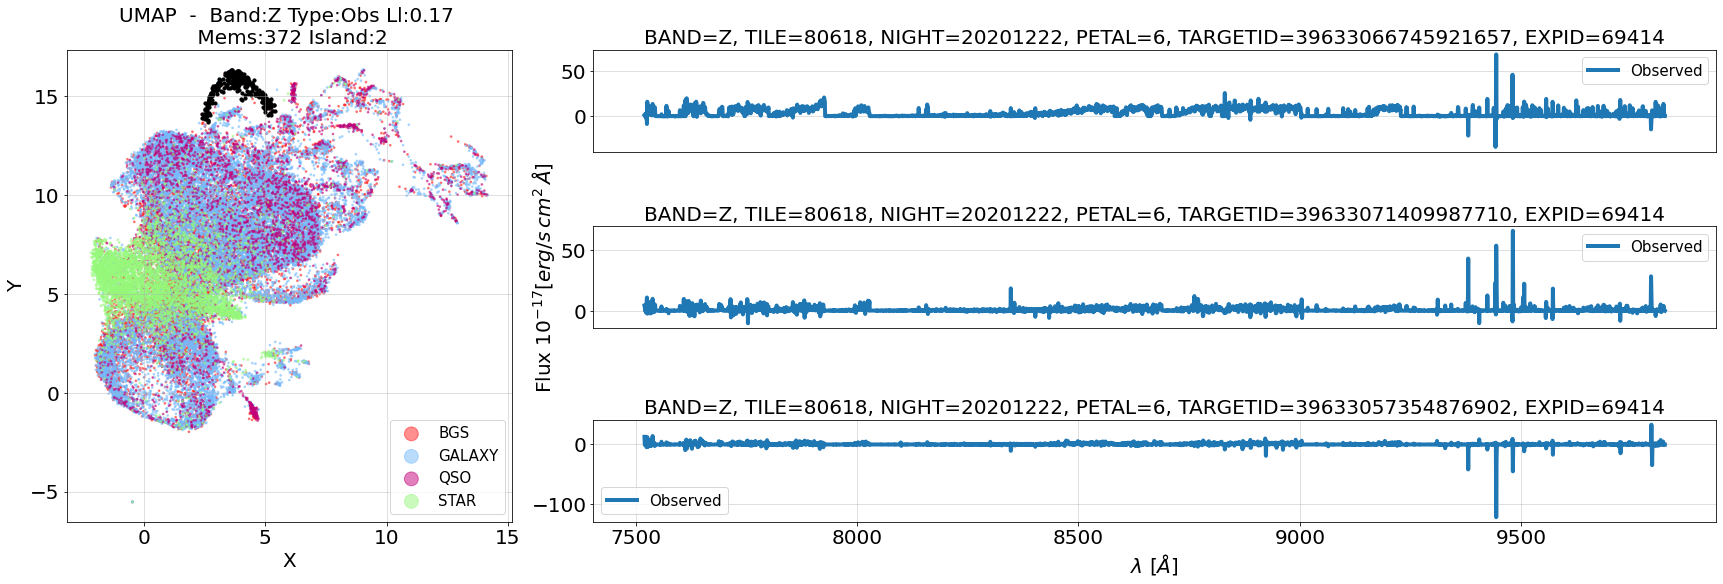 UMAP - Band:Z Type:Obs Ll:0.17
Mems:372 Island:2
Y
15
10
5
0
−5
0
5
10
15
X
BGS
GALAXY
QSO
STAR
Flux 10⁻¹⁷[erg/s cm² Å]
BAND=Z, TILE=80618, NIGHT=20201222, PETAL=6, TARGETID=39633066745921657, EXPID=69414
50
0
Observed
BAND=Z, TILE=80618, NIGHT=20201222, PETAL=6, TARGETID=39633071409987710, EXPID=69414
50
0
Observed
BAND=Z, TILE=80618, NIGHT=20201222, PETAL=6, TARGETID=39633057354876902, EXPID=69414
0
−100
Observed
7500
8000
8500
9000
9500
λ [Å]